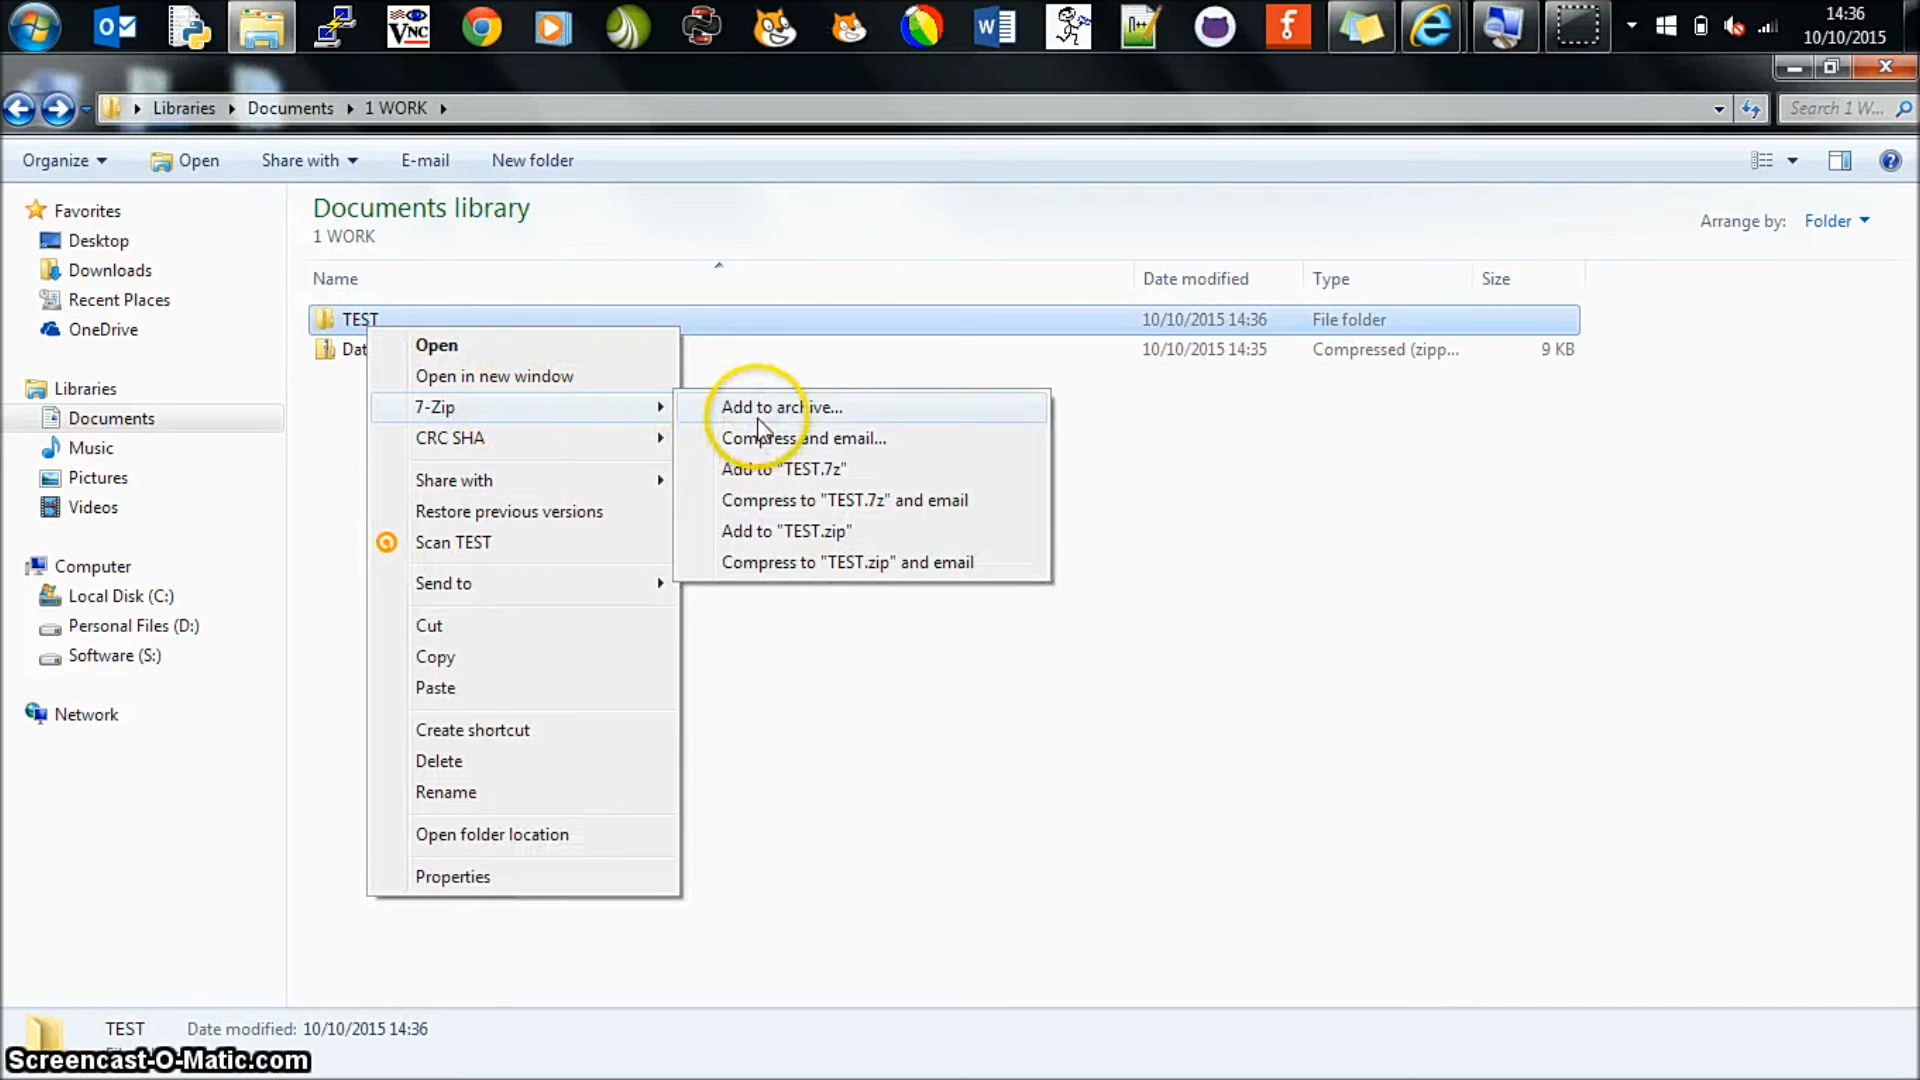 14:36
10/10/2015
Libraries Documents 1 WORK
Search 1 W...
Organize Open Share with E-mail New folder
Favorites
Desktop
Downloads
Recent Places
OneDrive
Libraries
Documents
Music
Pictures
Videos
Computer
Local Disk (C:)
Personal Files (D:)
Software (S:)
Network
Documents library
1 WORK
Arrange by: Folder
Name Date modified Type Size
TEST 10/10/2015 14:36 File folder
Dat 10/10/2015 14:35 Compressed (zipp... 9 KB
Open
Open in new window
7-Zip
CRC SHA
Share with
Restore previous versions
Scan TEST
Send to
Cut
Copy
Paste
Create shortcut
Delete
Rename
Open folder location
Properties
Add to archive...
Compress and email...
Add to "TEST.7z"
Compress to "TEST.7z" and email
Add to "TEST.zip"
Compress to "TEST.zip" and email
TEST Date modified: 10/10/2015 14:36
Screencast-O-Matic.com